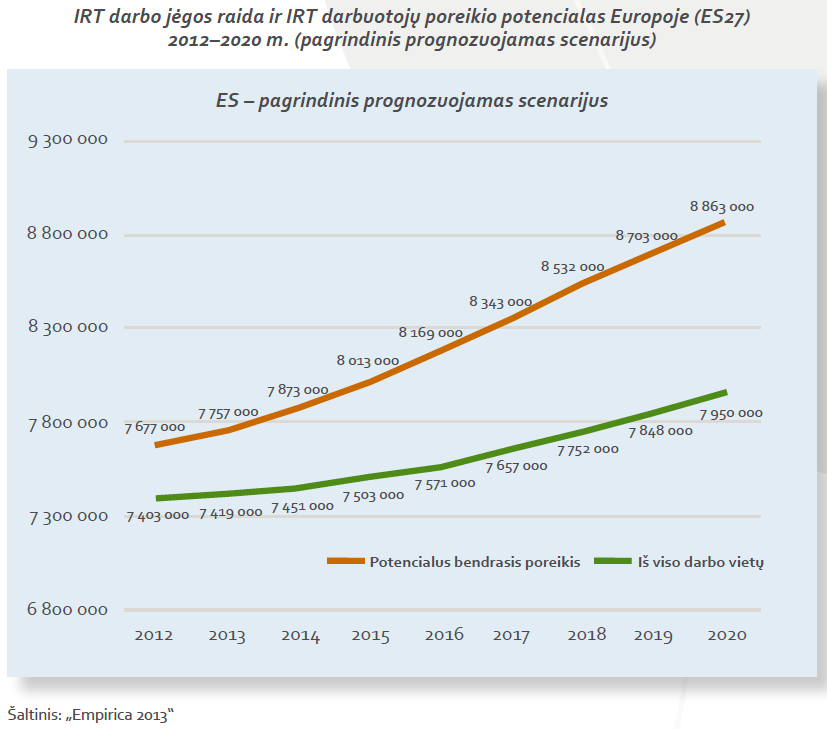 IRT darbo jėgos raida ir IRT darbuotojų poreikio potencialas Europoje (ES27)
2012–2020 m. (pagrindinis prognozuojamas scenarijus)
ES – pagrindinis prognozuojamas scenarijus
9 300 000
8 863 000
8 800 000
8 703 000
8 532 000
8 343 000
8 300 000
8 169 000
8 013 000
7 873 000
7 757 000
7 677 000
7 800 000
7 950 000
7 848 000
7 752 000
7 657 000
7 571 000
7 503 000
7 451 000
7 419 000
7 403 000
7 300 000
Potencialus bendrasis poreikis
Iš viso darbo vietų
6 800 000
2012 2013 2014 2015 2016 2017 2018 2019 2020
Šaltinis: „Empirica 2013“